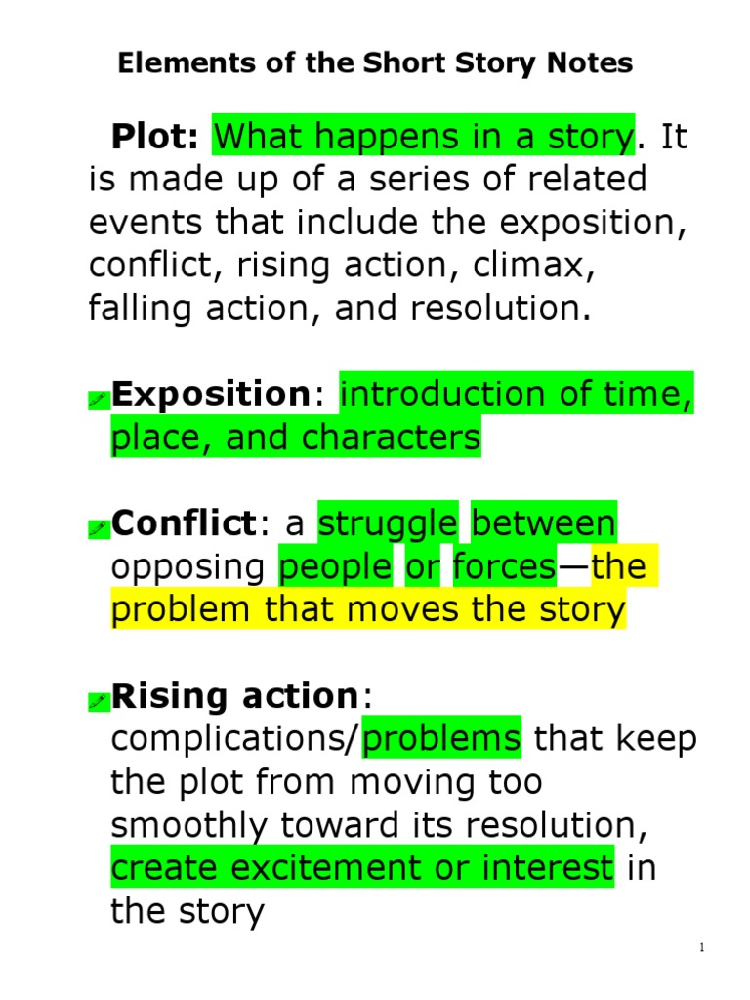 Elements of the Short Story Notes
Plot: What happens in a story. It
is made up of a series of related
events that include the exposition,
conflict, rising action, climax,
falling action, and resolution.
Exposition: introduction of time,
place, and characters
Conflict: a struggle between
opposing people or forces—the
problem that moves the story
Rising action:
complications/problems that keep
the plot from moving too
smoothly toward its resolution,
create excitement or interest in
the story
1